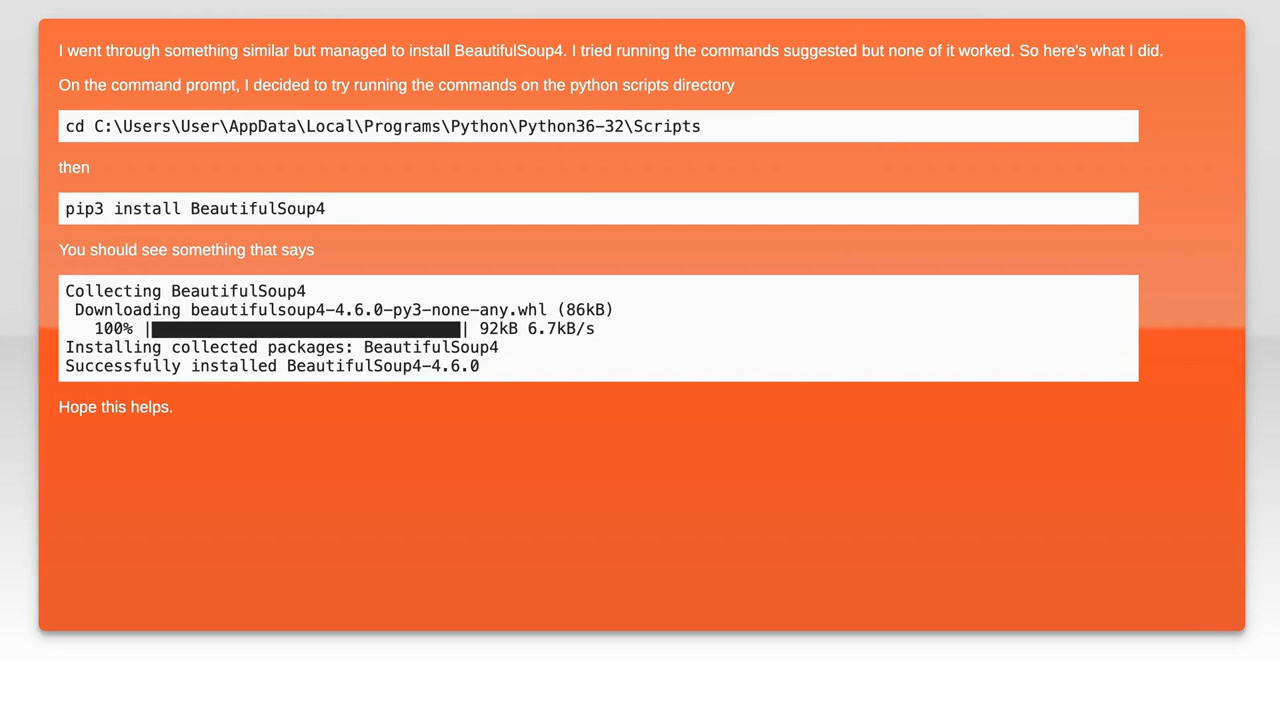 I went through something similar but managed to install BeautifulSoup4. I tried running the commands suggested but none of it worked. So here's what I did.
On the command prompt, I decided to try running the commands on the python scripts directory
cd C:\Users\User\AppData\Local\Programs\Python\Python36-32\Scripts
then
pip3 install BeautifulSoup4
You should see something that says
Collecting BeautifulSoup4
 Downloading beautifulsoup4-4.6.0-py3-none-any.whl (86kB)
   100% |████████████████████████████████| 92kB 6.7kB/s
Installing collected packages: BeautifulSoup4
Successfully installed BeautifulSoup4-4.6.0
Hope this helps.